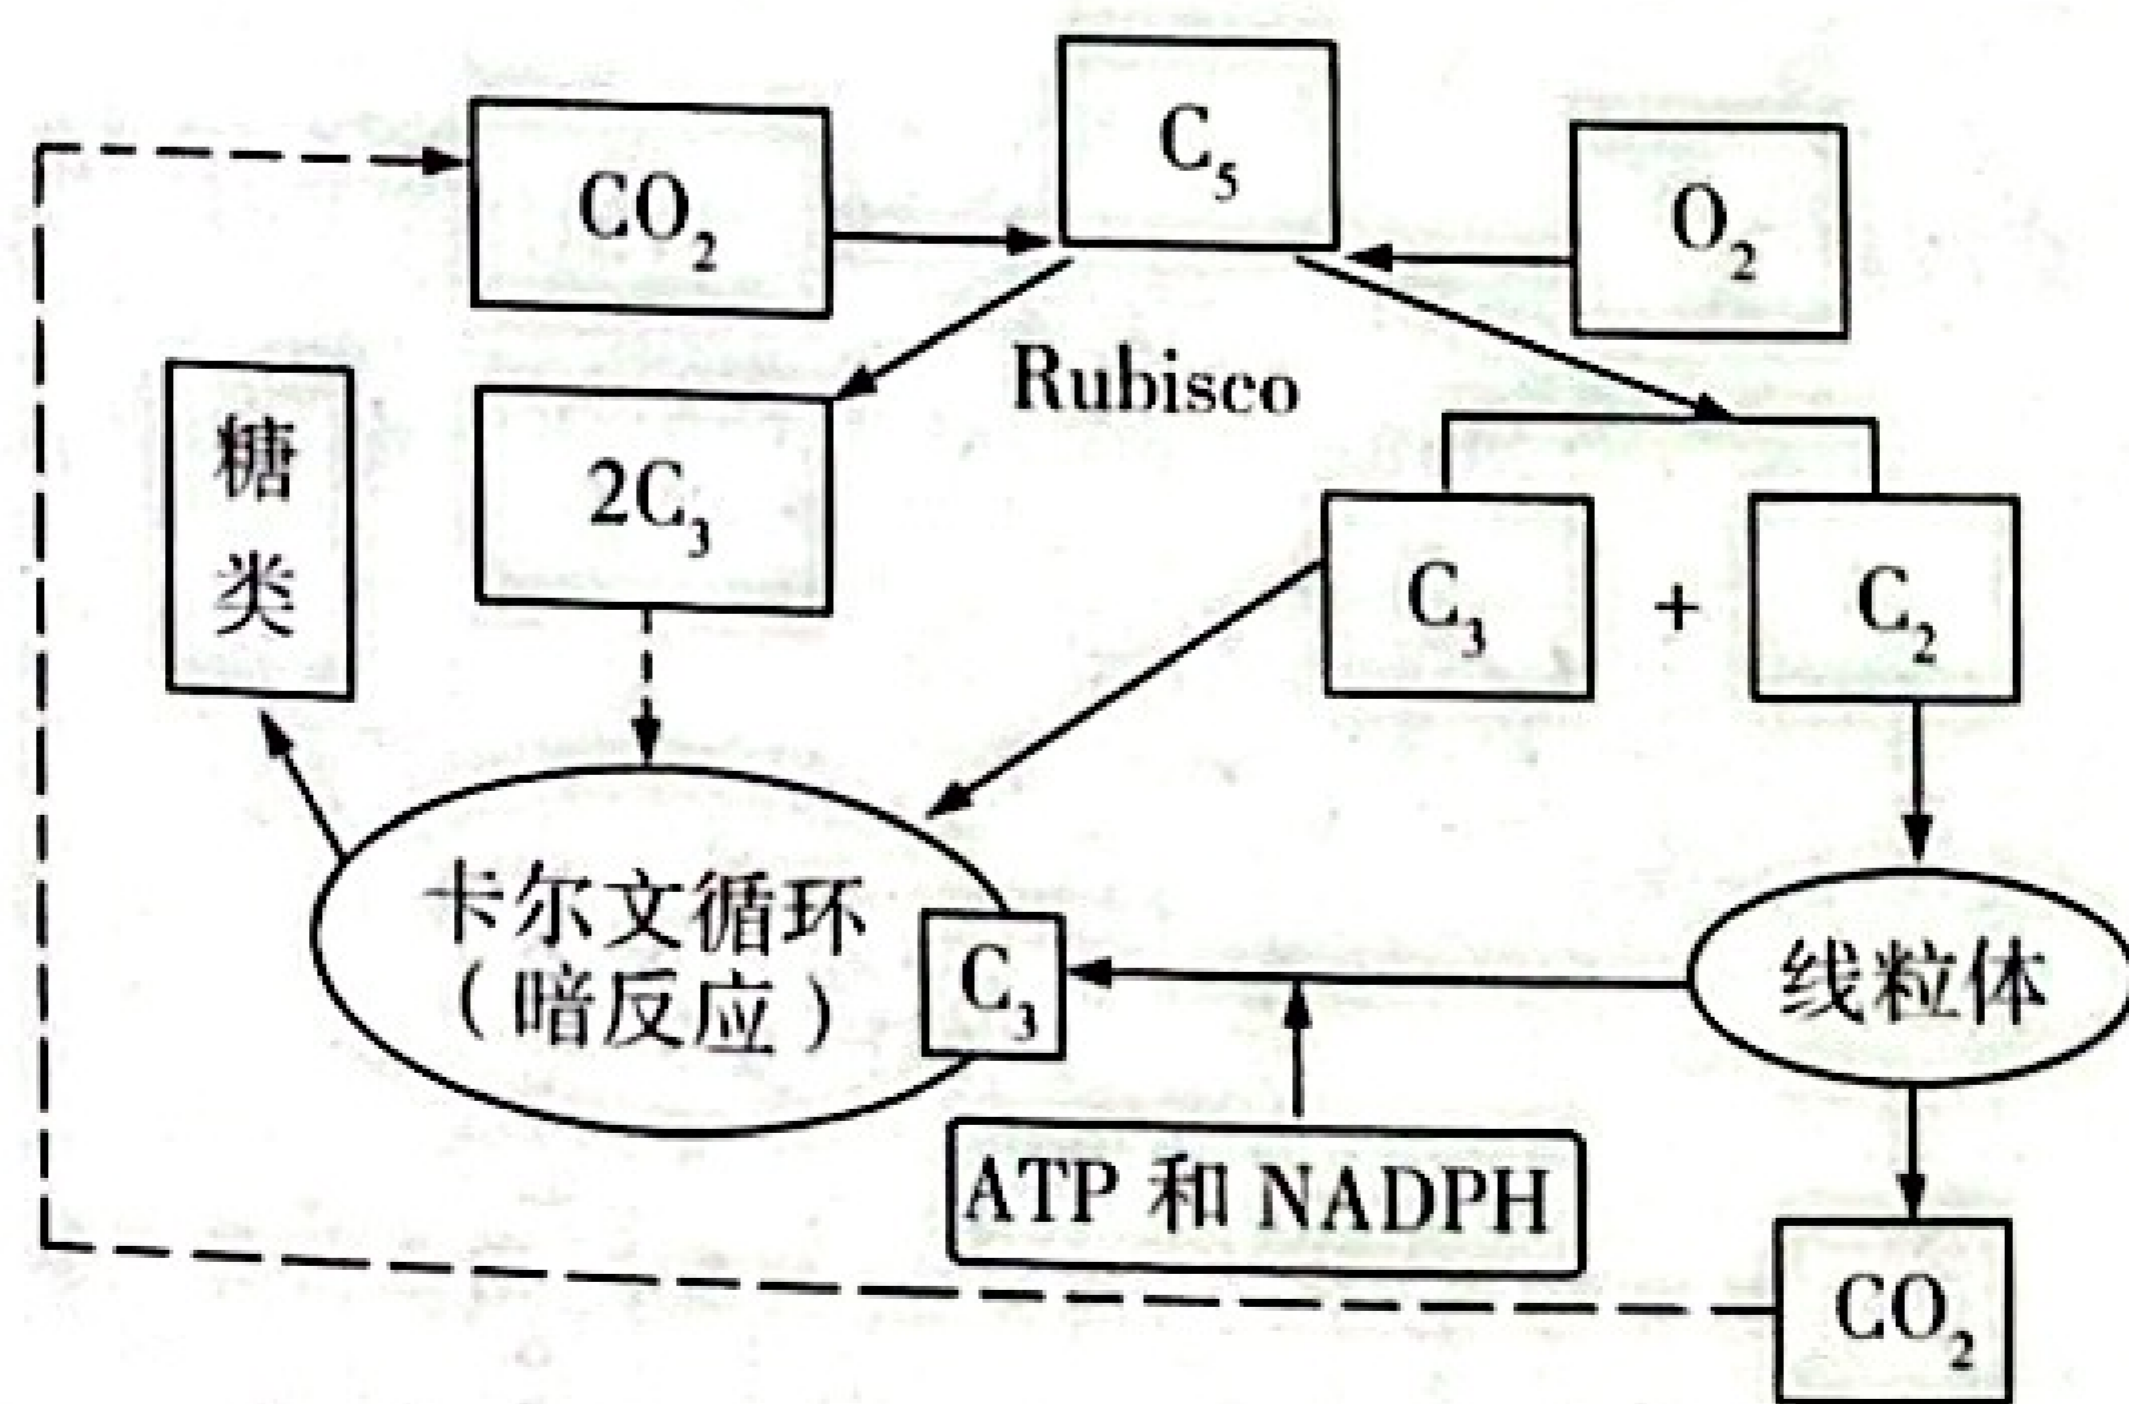 C₅
CO₂
O₂
Rubisco
糖
类
2C₃
C₃ + C₂
卡尔文循环
(暗反应)
C₃
线粒体
ATP 和 NADPH
CO₂